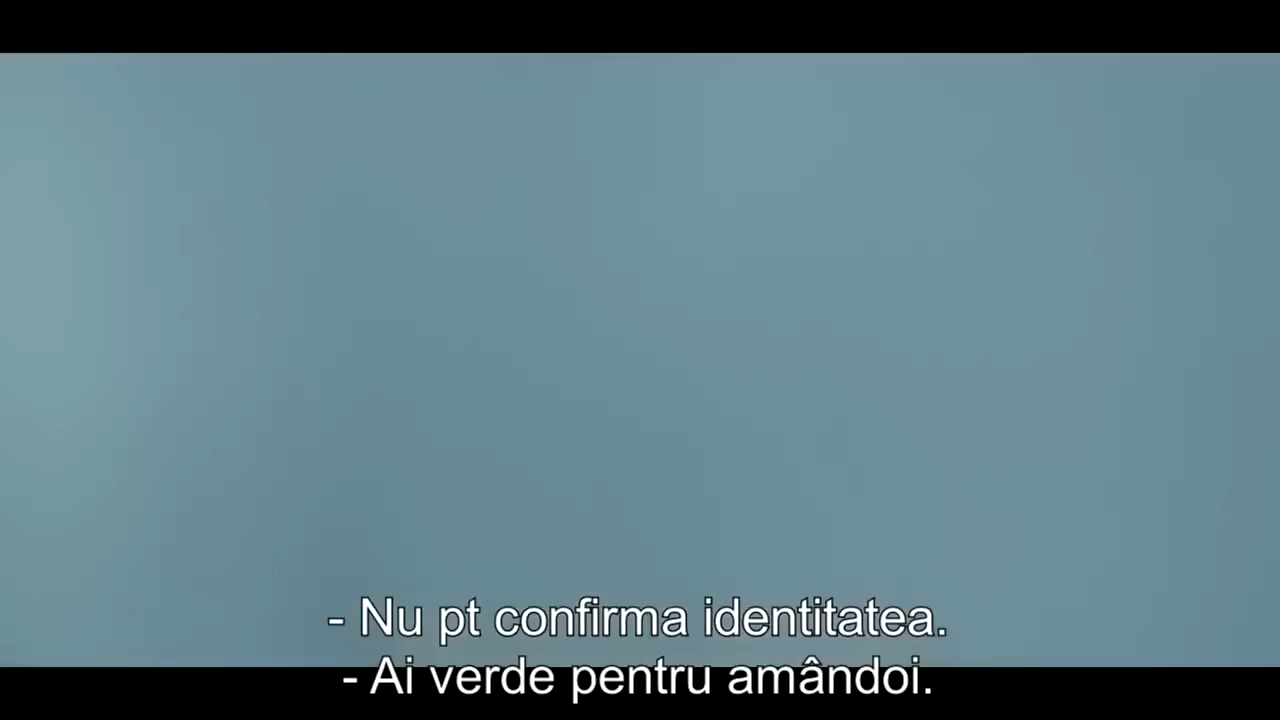 - Nu pt confirma identitatea.
- Ai verde pentru amândoi.